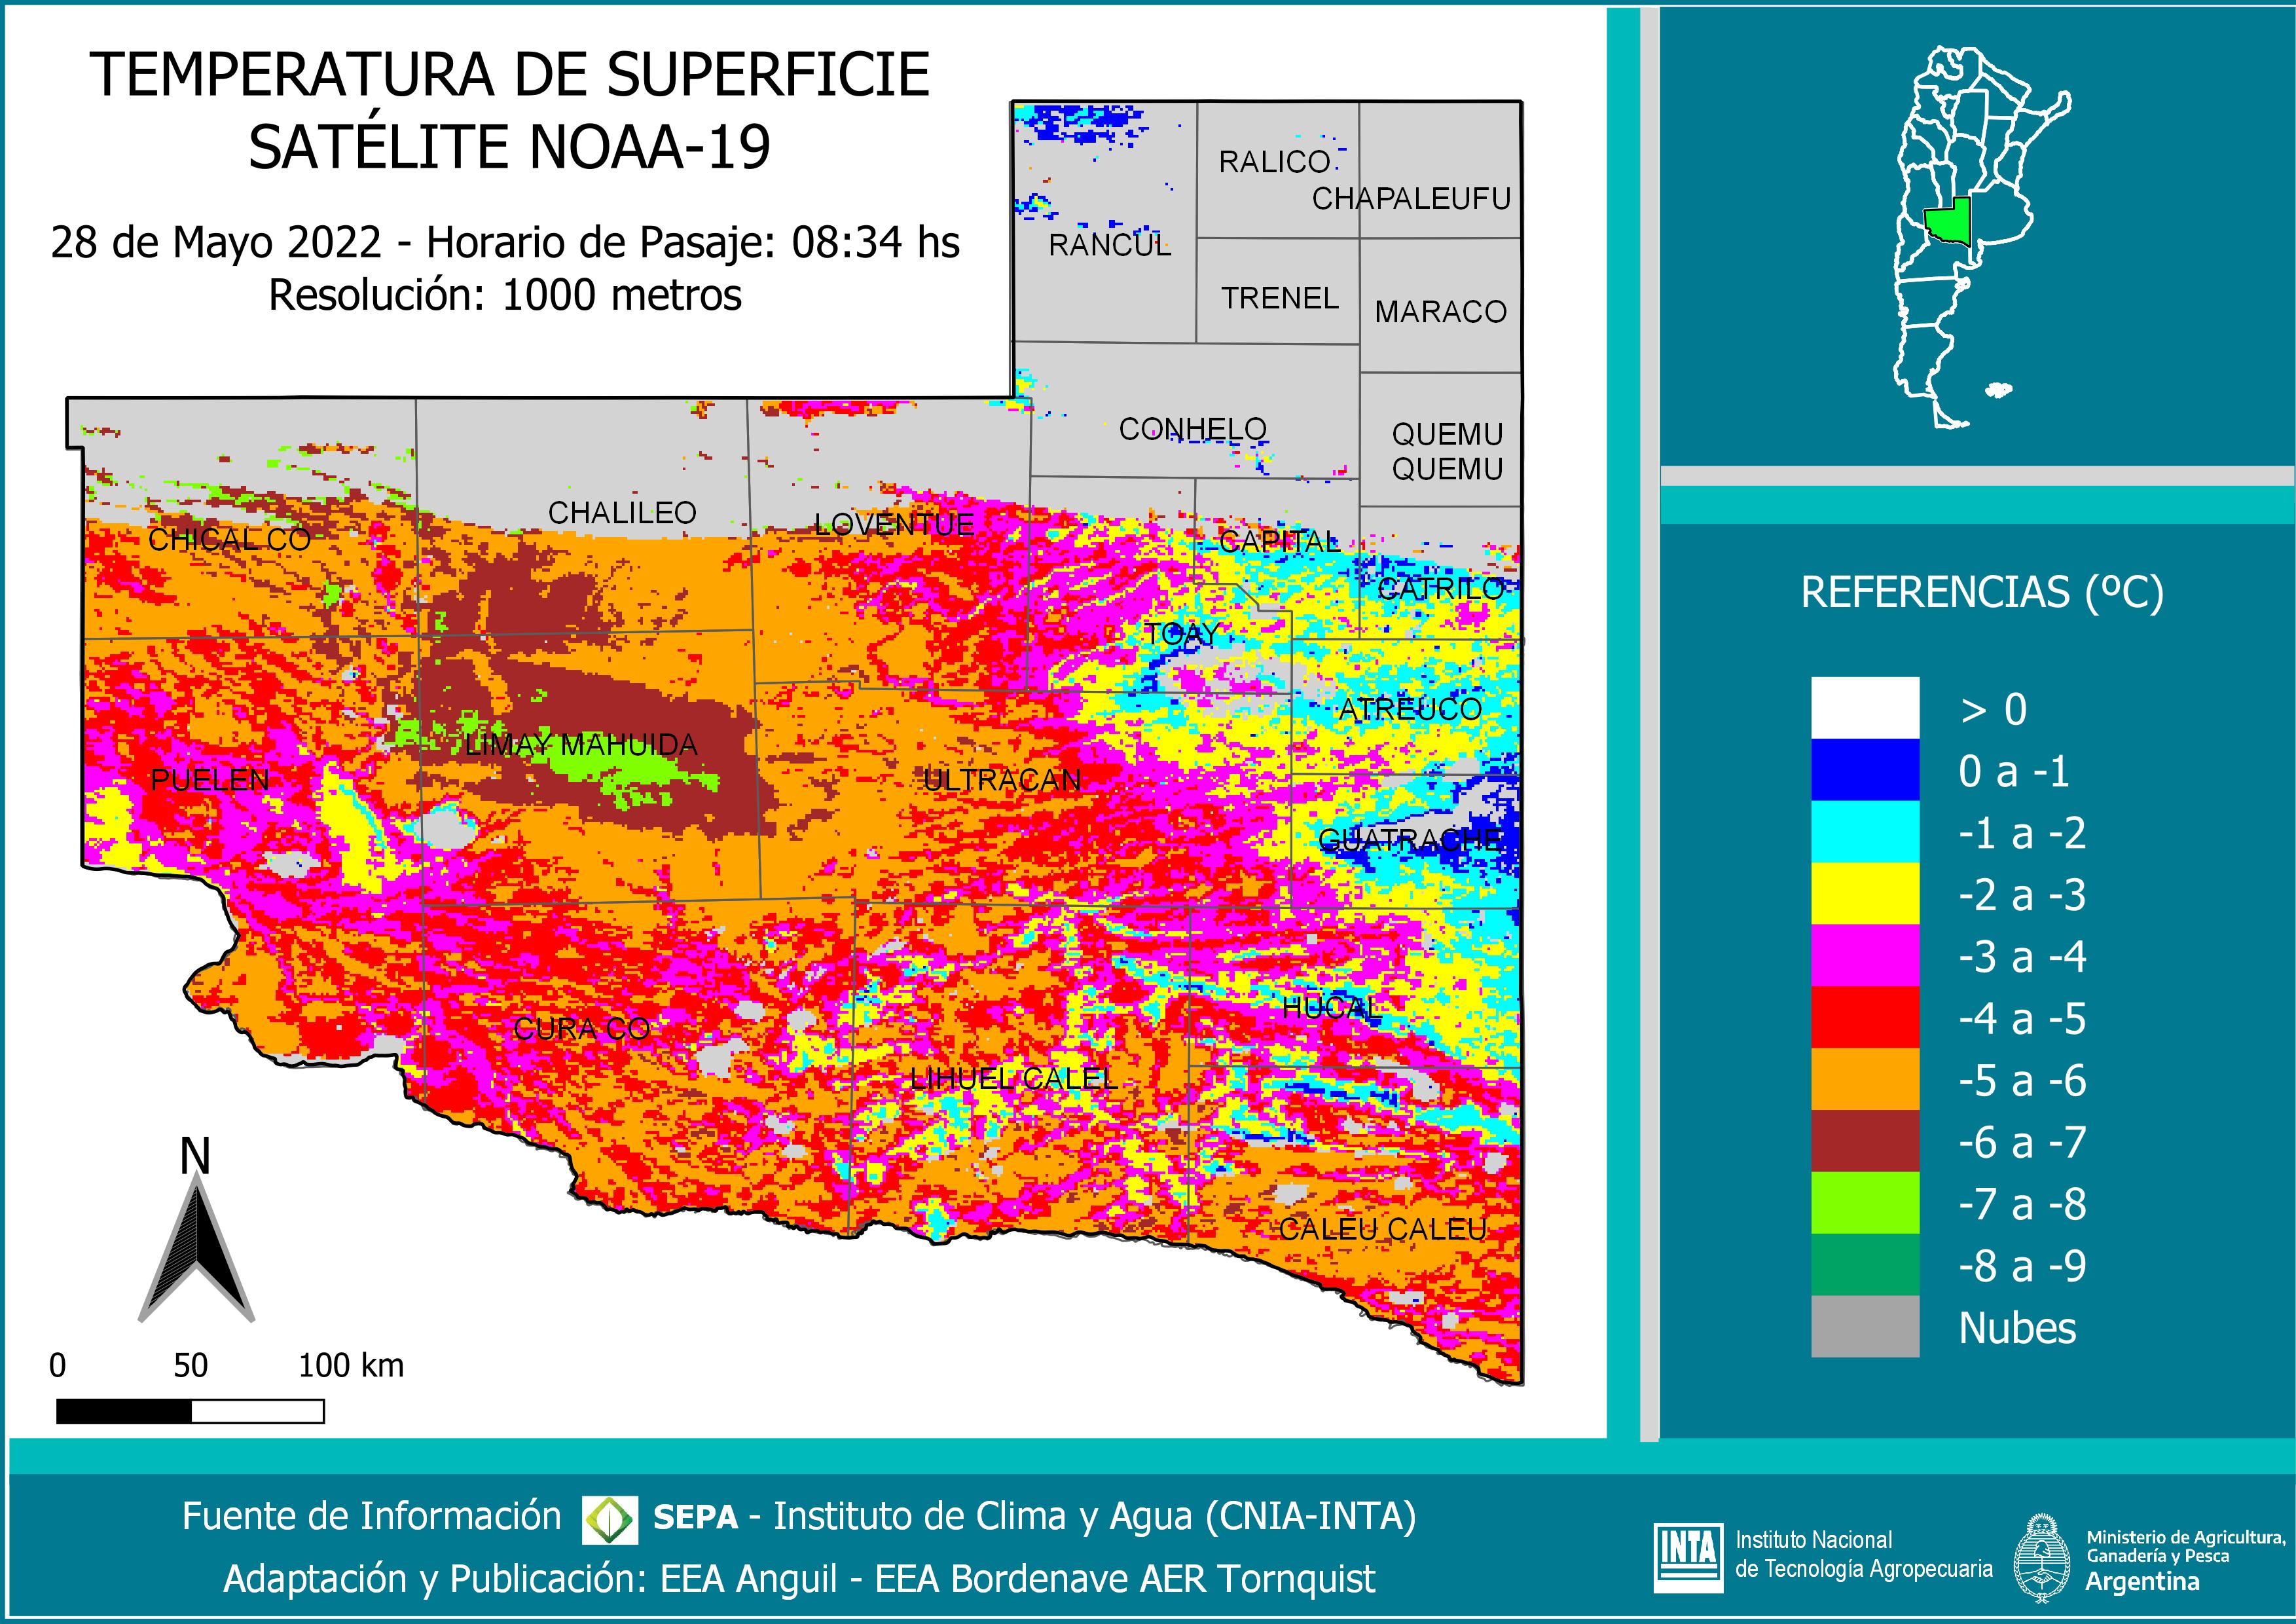 TEMPERATURA DE SUPERFICIE
SATÉLITE NOAA-19
28 de Mayo 2022 - Horario de Pasaje: 08:34 hs
Resolución: 1000 metros
RALICO
CHAPALEUFU
RANCUL
TRENEL
MARACO
CONHELO
QUEMU
QUEMU
CHALILEO
LOVENTUE
CHICAL CO
CAPITAL
CATRILO
TOAY
ATREUCO
LIMAY MAHUIDA
PUELEN
ULTRACAN
GUATRACHE
HUCAL
CURA CO
LIHUEL CALEL
CALEU CALEU
N
0 50 100 km
REFERENCIAS (ºC)
> 0
0 a -1
-1 a -2
-2 a -3
-3 a -4
-4 a -5
-5 a -6
-6 a -7
-7 a -8
-8 a -9
Nubes
Fuente de Información SEPA - Instituto de Clima y Agua (CNIA-INTA)
Adaptación y Publicación: EEA Anguil - EEA Bordenave AER Tornquist
INTA
Instituto Nacional
de Tecnología Agropecuaria
Ministerio de Agricultura,
Ganadería y Pesca
Argentina